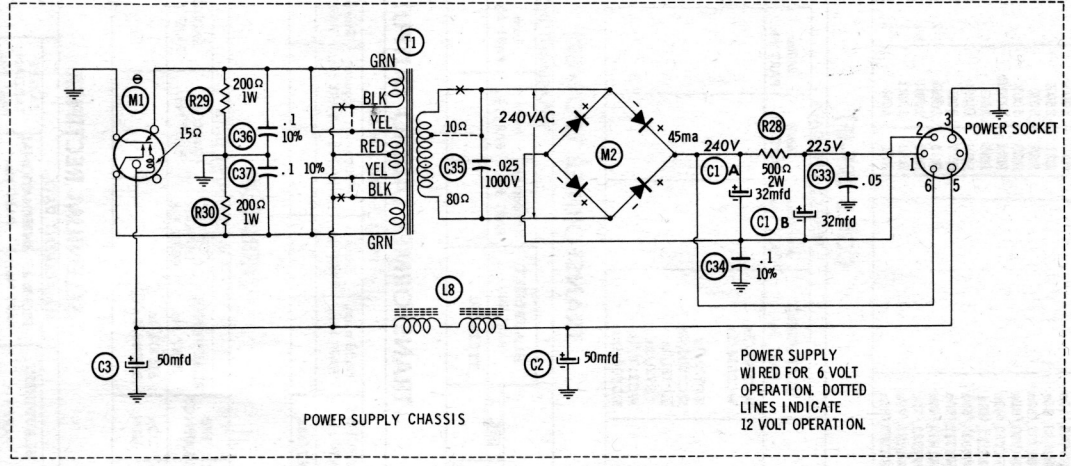 T1
GRN
M1
R29
200Ω
1W
15Ω
C36
.1
10%
BLK
YEL
RED
YEL
BLK
GRN
C37
.1 10%
R30
200Ω
1W
10Ω
80Ω
C35
.025
1000V
240VAC
M2
45ma
240V
R28
500Ω
2W
225V
C1 A
32mfd
C1 B
32mfd
C33
.05
C34
.1
10%
2
3
1
6
5
POWER SOCKET
L8
C3
50mfd
C2
50mfd
POWER SUPPLY CHASSIS
POWER SUPPLY
WIRED FOR 6 VOLT
OPERATION. DOTTED
LINES INDICATE
12 VOLT OPERATION.